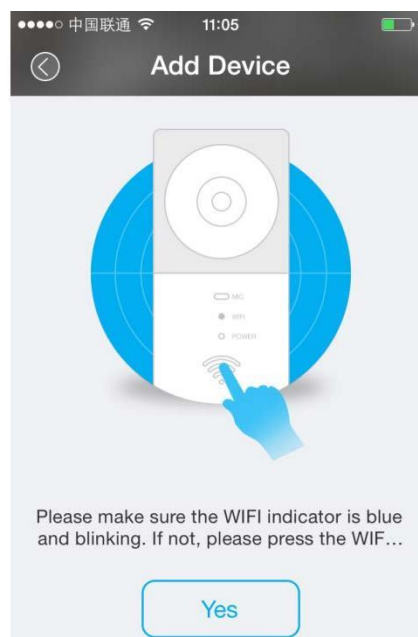 中国联通 11:05
Add Device
MIC
WIFI
POWER
Please make sure the WIFI indicator is blue
and blinking. If not, please press the WIF...
Yes